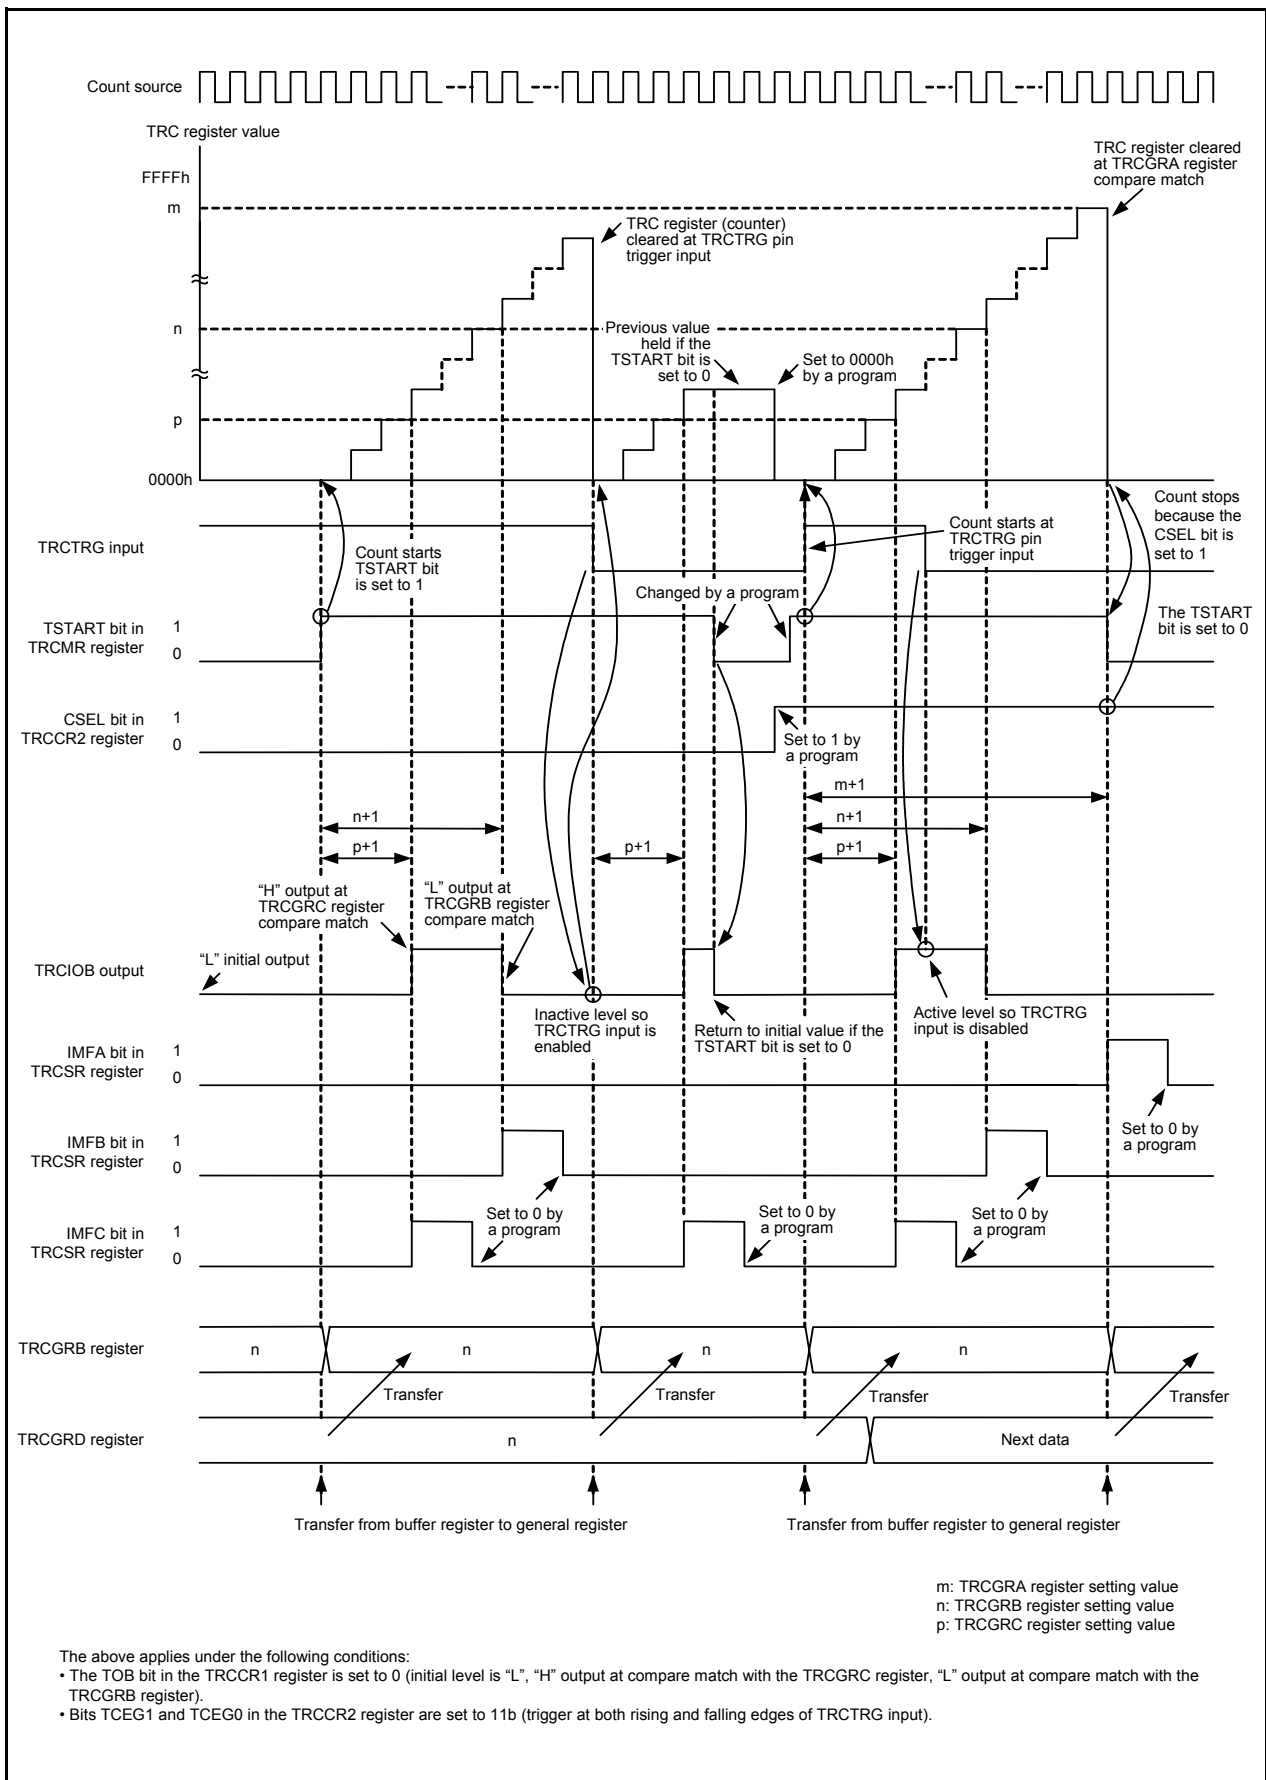 Count source
TRC register value
FFFFh
m
TRC register cleared
at TRCGRA register
compare match
TRC register (counter)
cleared at TRCTRG pin
trigger input
n
Previous value
held if the
TSTART bit is
set to 0
Set to 0000h
by a program
p
0000h
TRCTRG input
Count starts
TSTART bit
is set to 1
Count starts at
TRCTRG pin
trigger input
Count stops
because the
CSEL bit is
set to 1
Changed by a program
TSTART bit in
TRCMR register
1
0
The TSTART
bit is set to 0
CSEL bit in
TRCCR2 register
1
0
Set to 1 by
a program
m+1
n+1
n+1
p+1
p+1
p+1
“H” output at
TRCGRC register
compare match
“L” output at
TRCGRB register
compare match
TRCIOB output
“L” initial output
Inactive level so
TRCTRG input is
enabled
Return to initial value if the
TSTART bit is set to 0
Active level so TRCTRG
input is disabled
IMFA bit in
TRCSR register
1
0
Set to 0 by
a program
IMFB bit in
TRCSR register
1
0
Set to 0 by
a program
Set to 0 by
a program
Set to 0 by
a program
IMFC bit in
TRCSR register
1
0
TRCGRB register
n
n
n
n
Transfer
Transfer
Transfer
Transfer
TRCGRD register
n
Next data
Transfer from buffer register to general register
Transfer from buffer register to general register
m: TRCGRA register setting value
n: TRCGRB register setting value
p: TRCGRC register setting value
The above applies under the following conditions:
• The TOB bit in the TRCCR1 register is set to 0 (initial level is “L”, “H” output at compare match with the TRCGRC register, “L” output at compare match with the
TRCGRB register).
• Bits TCEG1 and TCEG0 in the TRCCR2 register are set to 11b (trigger at both rising and falling edges of TRCTRG input).